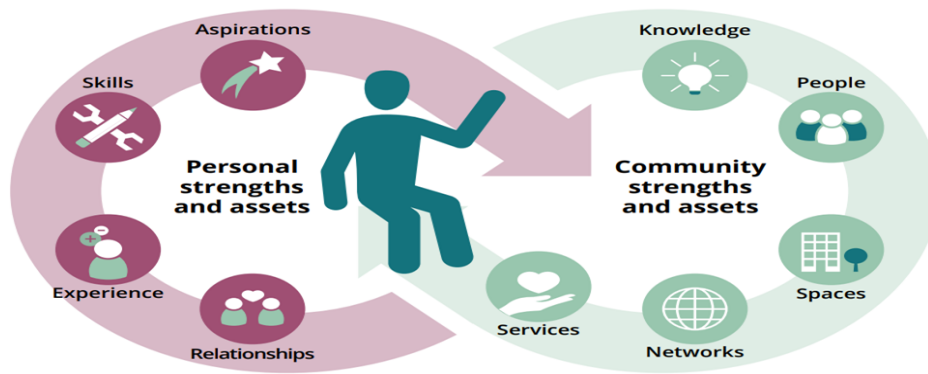 Aspirations
Skills
Personal
strengths
and assets
Experience
Relationships
Knowledge
People
Community
strengths
and assets
Spaces
Services
Networks